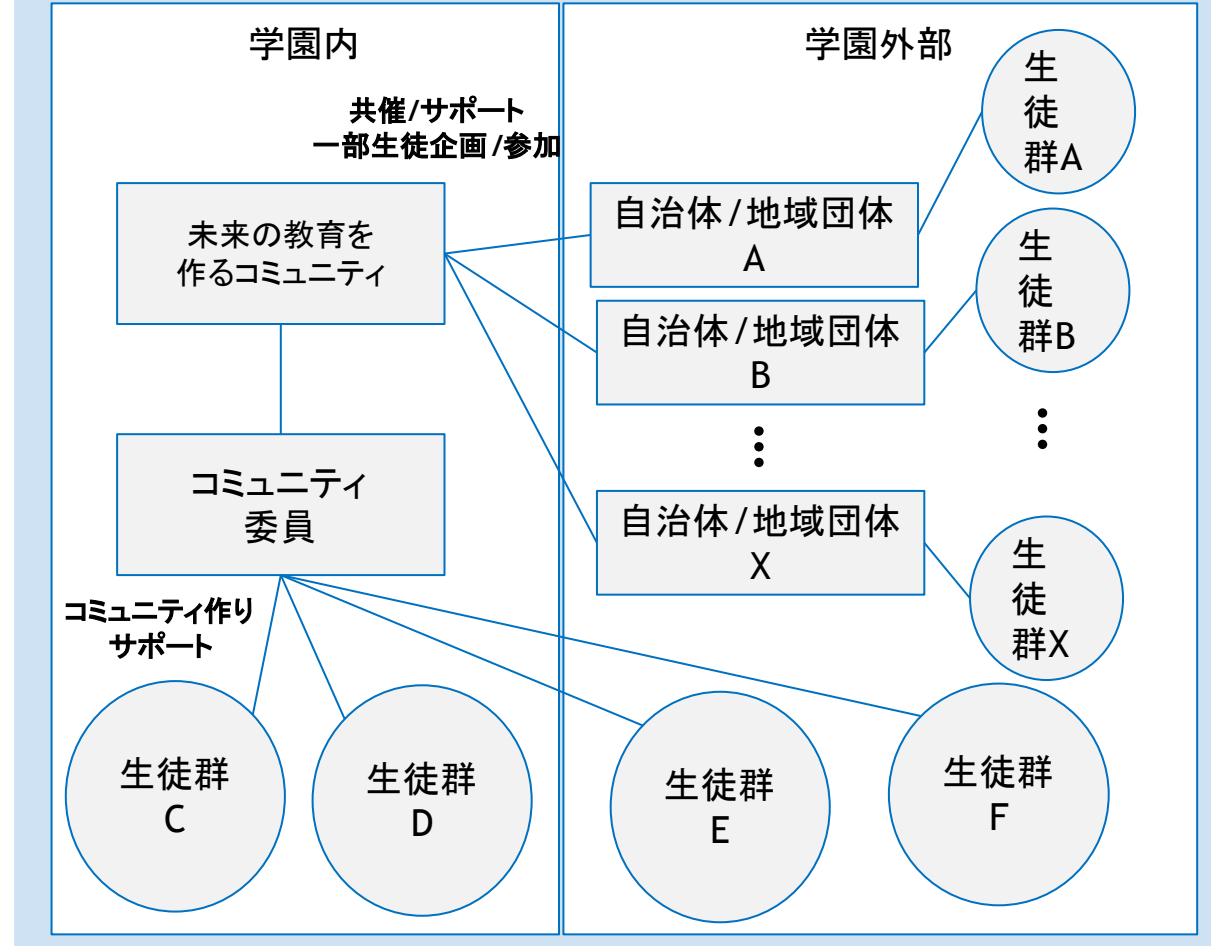 学園内
共催/サポート
一部生徒企画/参加
未来の教育を
作るコミュニティ
コミュニティ
委員
コミュニティ作り
サポート
生徒群
C
生徒群
D
学園外部
自治体/地域団体
A
生
徒
群A
自治体/地域団体
B
生
徒
群B
自治体/地域団体
X
生
徒
群X
生徒群
E
生徒群
F